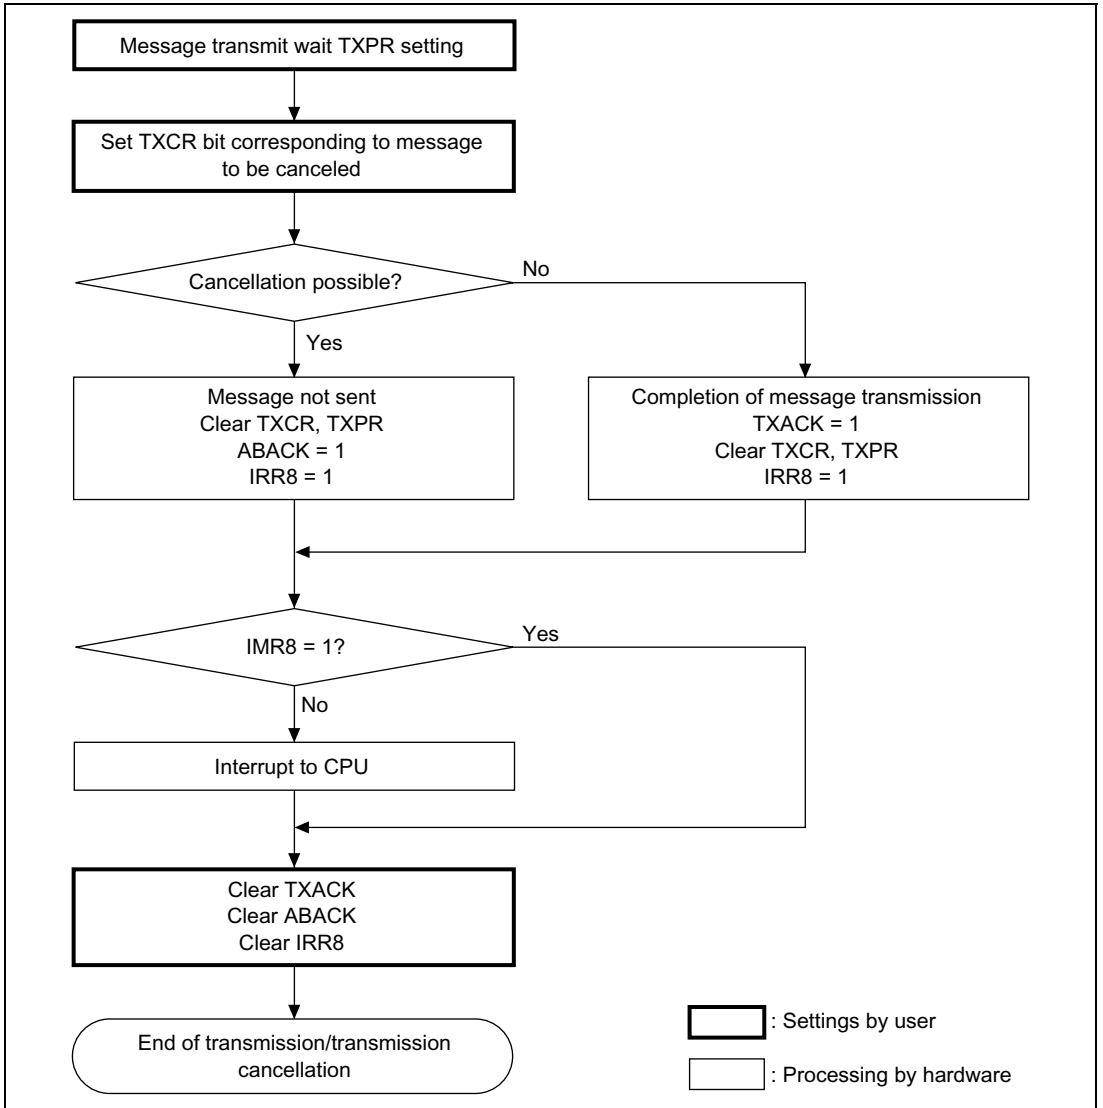 Message transmit wait TXPR setting
Set TXCR bit corresponding to message
to be canceled
Cancellation possible?
No
Yes
Message not sent
Clear TXCR, TXPR
ABACK = 1
IRR8 = 1
Completion of message transmission
TXACK = 1
Clear TXCR, TXPR
IRR8 = 1
IMR8 = 1?
Yes
No
Interrupt to CPU
Clear TXACK
Clear ABACK
Clear IRR8
End of transmission/transmission
cancellation
: Settings by user
: Processing by hardware